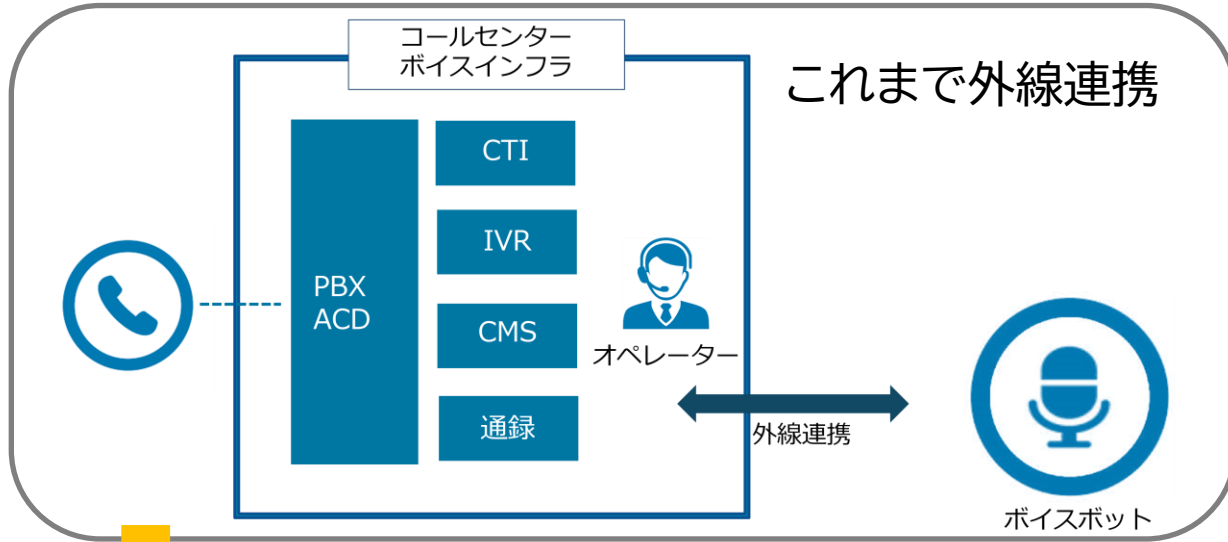 コールセンター
ボイスインフラ
これまで外線連携
CTI
IVR
PBX
ACD
CMS
オペレーター
通録
外線連携
ボイスボット